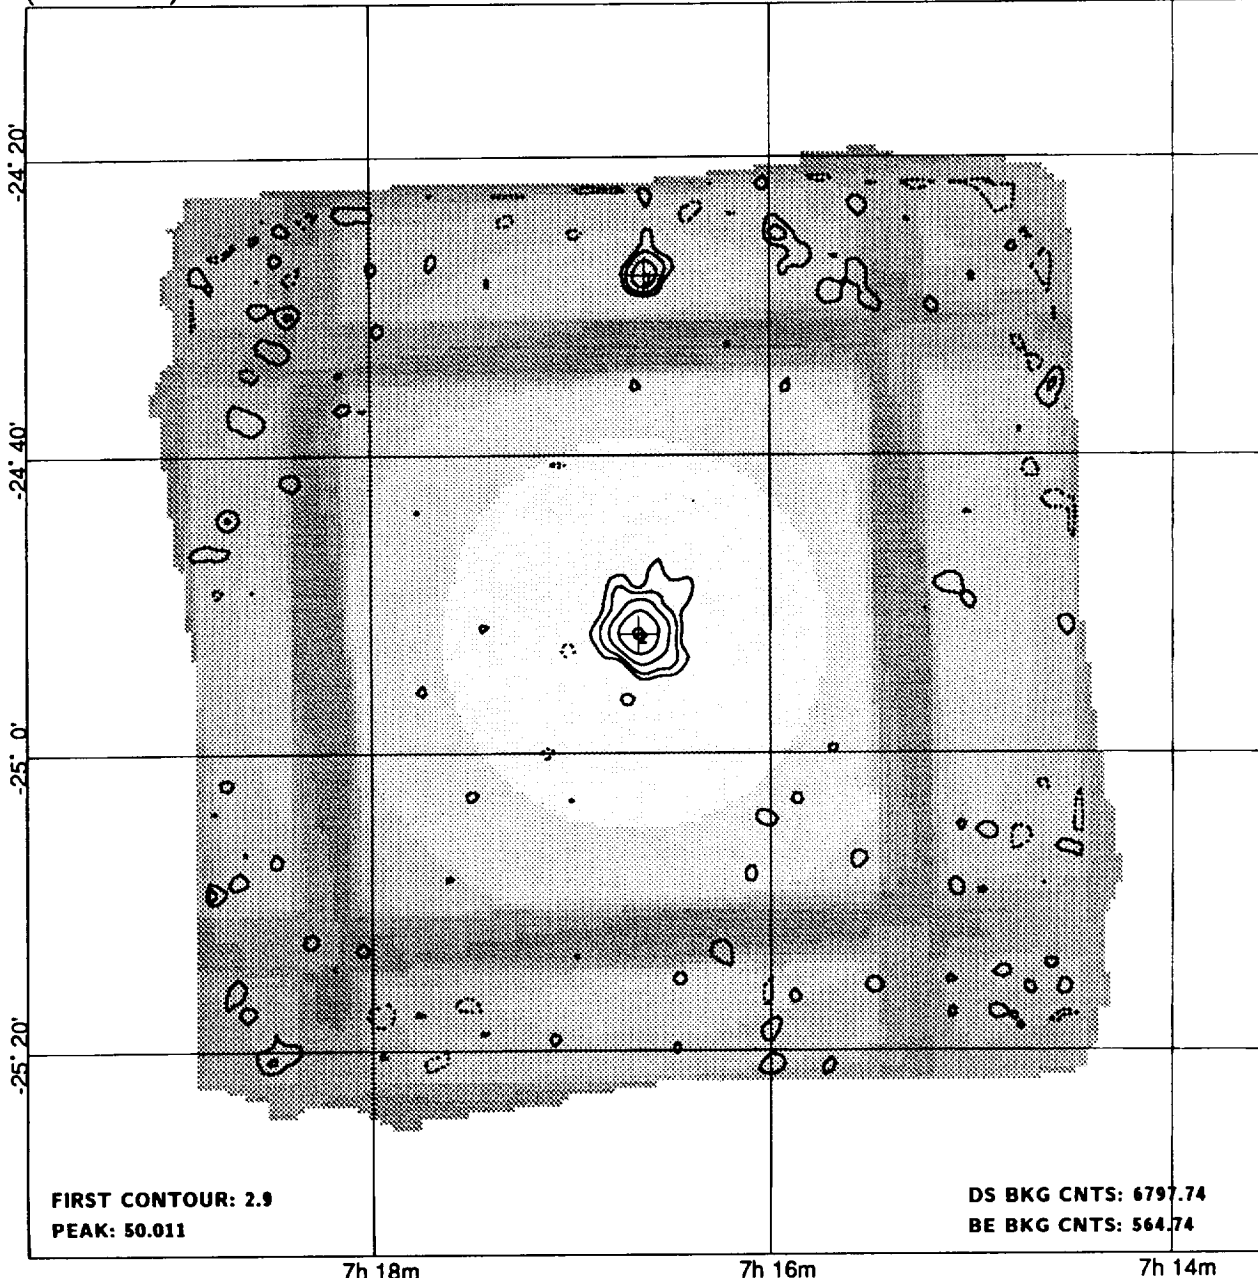 -24° 20'
-24° 40'
-25° 0'
-25° 20'
FIRST CONTOUR: 2.9
PEAK: 50.011
DS BKG CNTS: 6797.74
BE BKG CNTS: 564.74
7h 18m
7h 16m
7h 14m